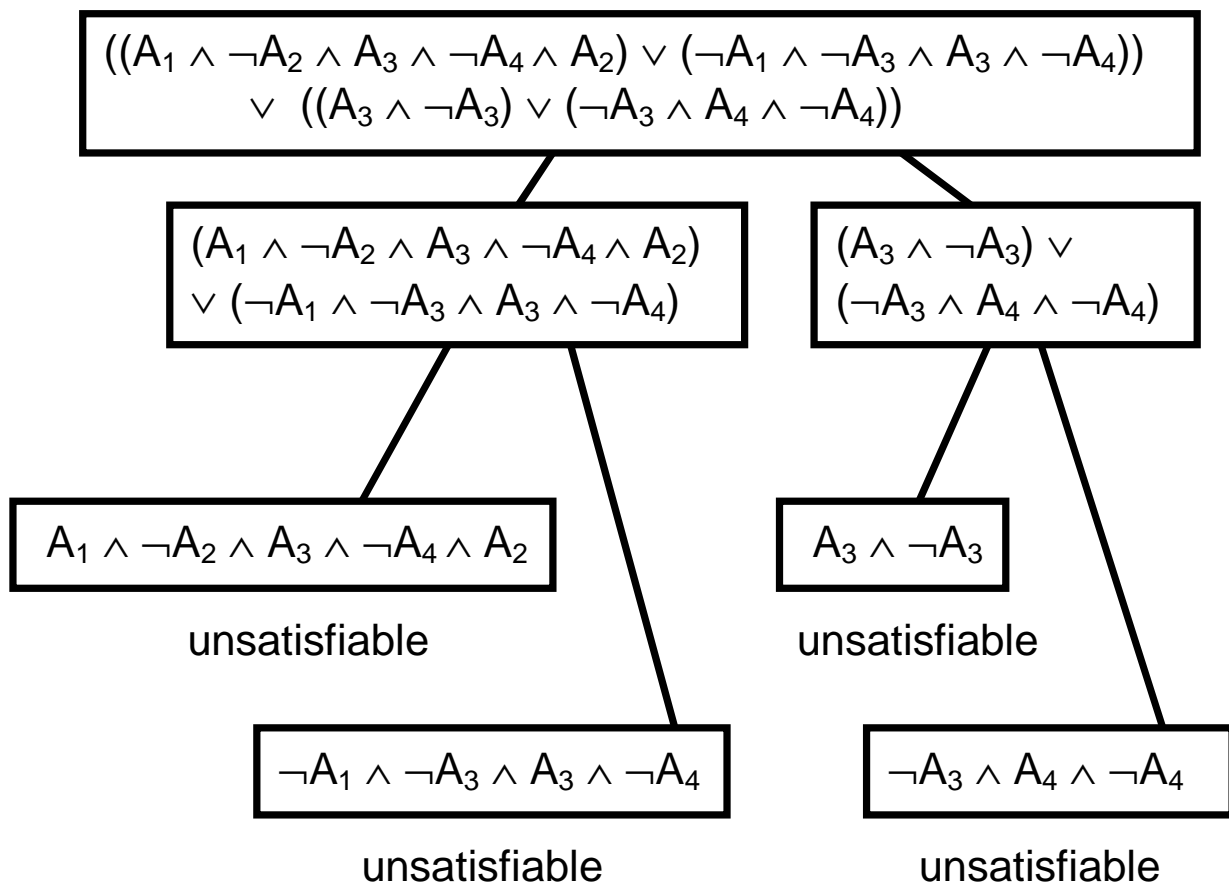 ((A₁ ∧ ¬A₂ ∧ A₃ ∧ ¬A₄ ∧ A₂) ∨ (¬A₁ ∧ ¬A₃ ∧ A₃ ∧ ¬A₄))
∨ ((A₃ ∧ ¬A₃) ∨ (¬A₃ ∧ A₄ ∧ ¬A₄))
(A₁ ∧ ¬A₂ ∧ A₃ ∧ ¬A₄ ∧ A₂)
∨ (¬A₁ ∧ ¬A₃ ∧ A₃ ∧ ¬A₄)
(A₃ ∧ ¬A₃) ∨
(¬A₃ ∧ A₄ ∧ ¬A₄)
A₁ ∧ ¬A₂ ∧ A₃ ∧ ¬A₄ ∧ A₂
unsatisfiable
A₃ ∧ ¬A₃
unsatisfiable
¬A₁ ∧ ¬A₃ ∧ A₃ ∧ ¬A₄
unsatisfiable
¬A₃ ∧ A₄ ∧ ¬A₄
unsatisfiable